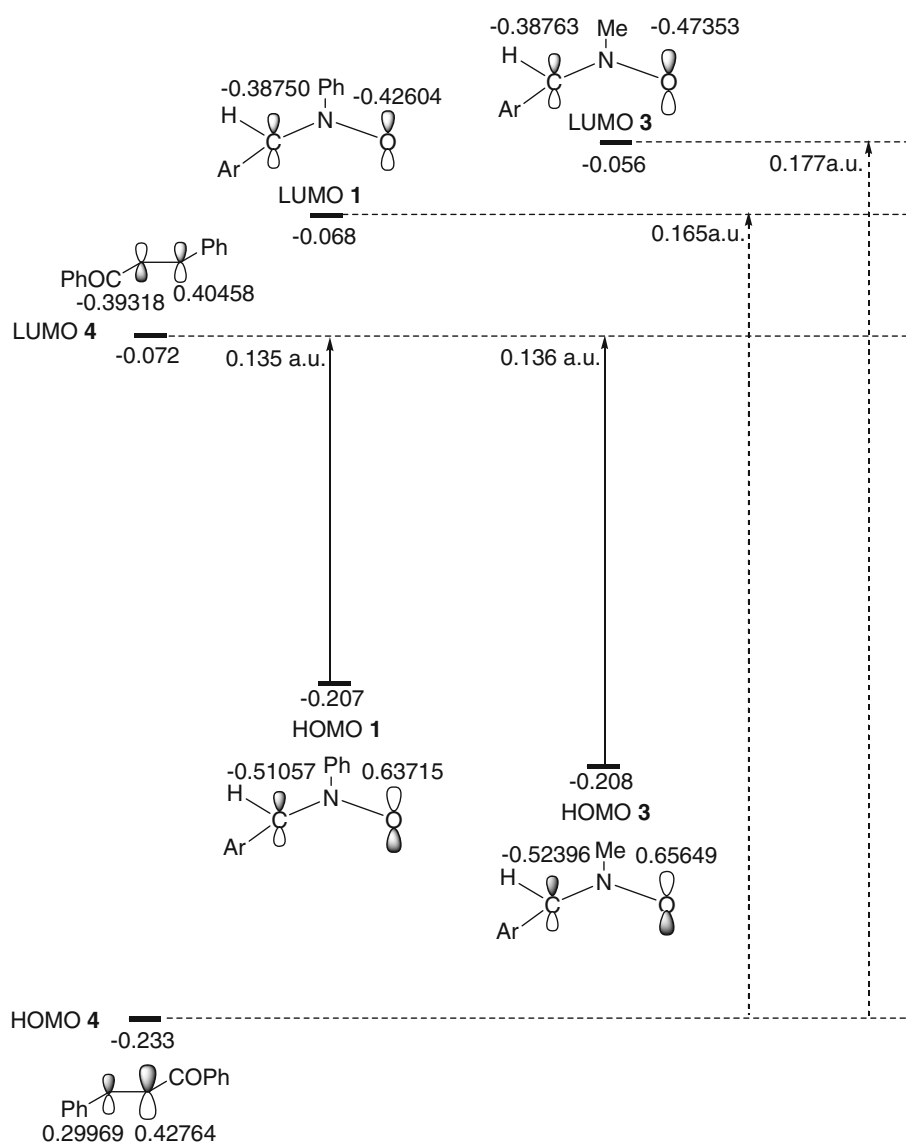 -0.38763 Me -0.47353
H N
C O
Ar
LUMO 3
-0.056 0.177a.u.
-0.38750 Ph -0.42604
H N
C O
Ar
LUMO 1
-0.068 0.165a.u.
Ph
PhOC
-0.39318 0.40458
LUMO 4
-0.072 0.135 a.u. 0.136 a.u.
-0.207
HOMO 1
-0.51057 Ph 0.63715
H N
C O
Ar
-0.208
HOMO 3
-0.52396 Me 0.65649
H N
C O
Ar
HOMO 4
-0.233
COPh
Ph
0.29969 0.42764